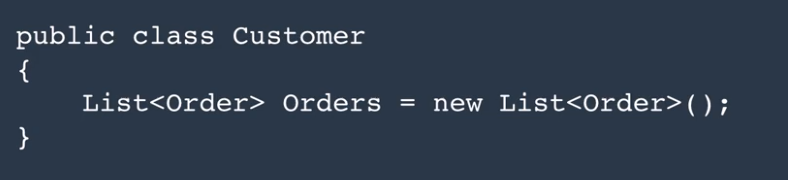 public class Customer
{
    List<Order> Orders = new List<Order>();
}